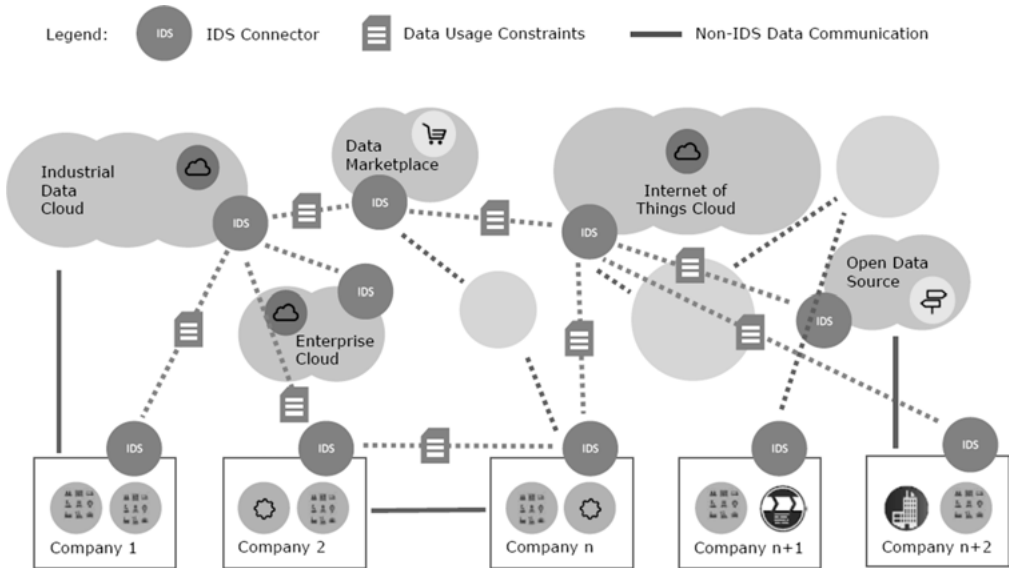 Legend:
IDS
IDS Connector
Data Usage Constraints
Non-IDS Data Communication
Industrial
Data
Cloud
Data
Marketplace
Internet of
Things Cloud
Open Data
Source
IDS
IDS
IDS
IDS
IDS
Enterprise
Cloud
IDS
IDS
IDS
IDS
IDS
Company 1
Company 2
Company n
Company n+1
Company n+2